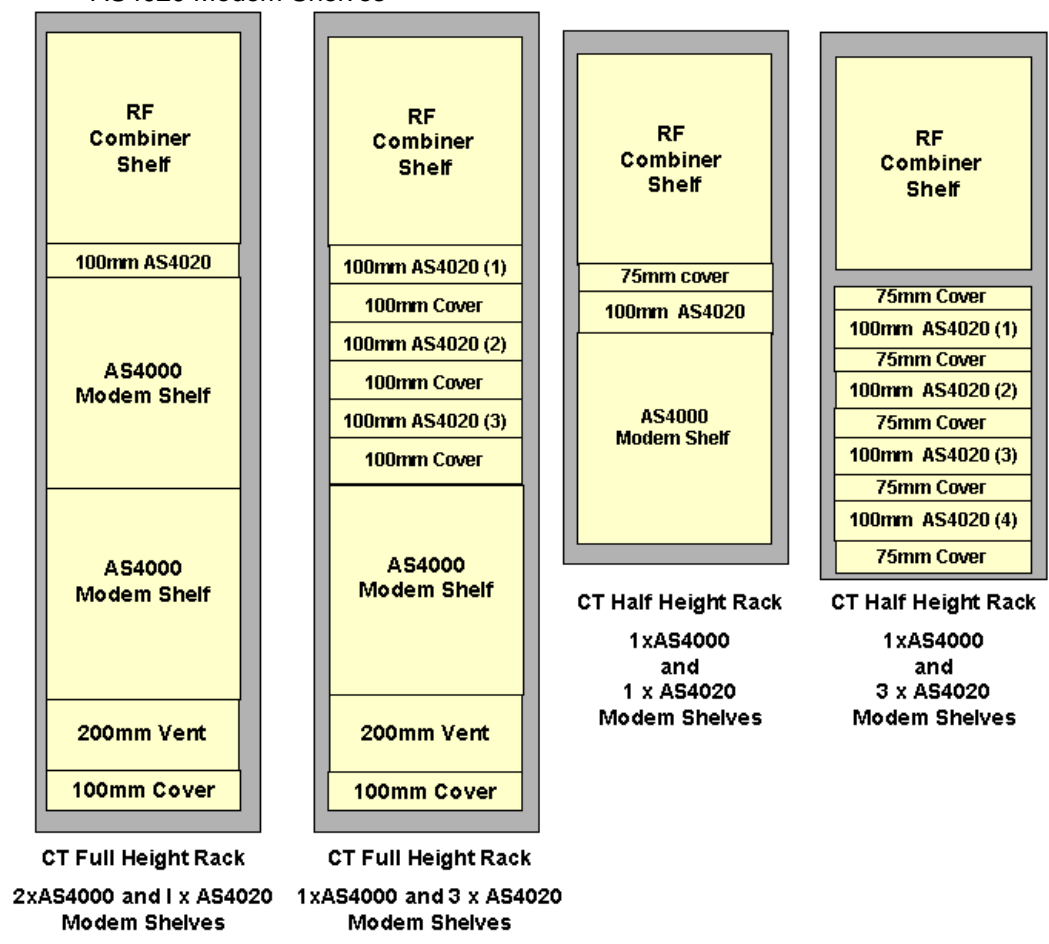 AS4020 Modem Shelves
RF
Combiner
Shelf
100mm AS4020
AS4000
Modem Shelf
AS4000
Modem Shelf
200mm Vent
100mm Cover
CT Full Height Rack
2xAS4000 and I x AS4020
Modem Shelves
RF
Combiner
Shelf
100mm AS4020 (1)
100mm Cover
100mm AS4020 (2)
100mm Cover
100mm AS4020 (3)
100mm Cover
AS4000
Modem Shelf
200mm Vent
100mm Cover
CT Full Height Rack
1xAS4000 and 3 x AS4020
Modem Shelves
RF
Combiner
Shelf
75mm cover
100mm AS4020
AS4000
Modem Shelf
CT Half Height Rack
1xAS4000
and
1 x AS4020
Modem Shelves
RF
Combiner
Shelf
75mm Cover
100mm AS4020 (1)
75mm Cover
100mm AS4020 (2)
75mm Cover
100mm AS4020 (3)
75mm Cover
100mm AS4020 (4)
75mm Cover
CT Half Height Rack
1xAS4000
and
3 x AS4020
Modem Shelves